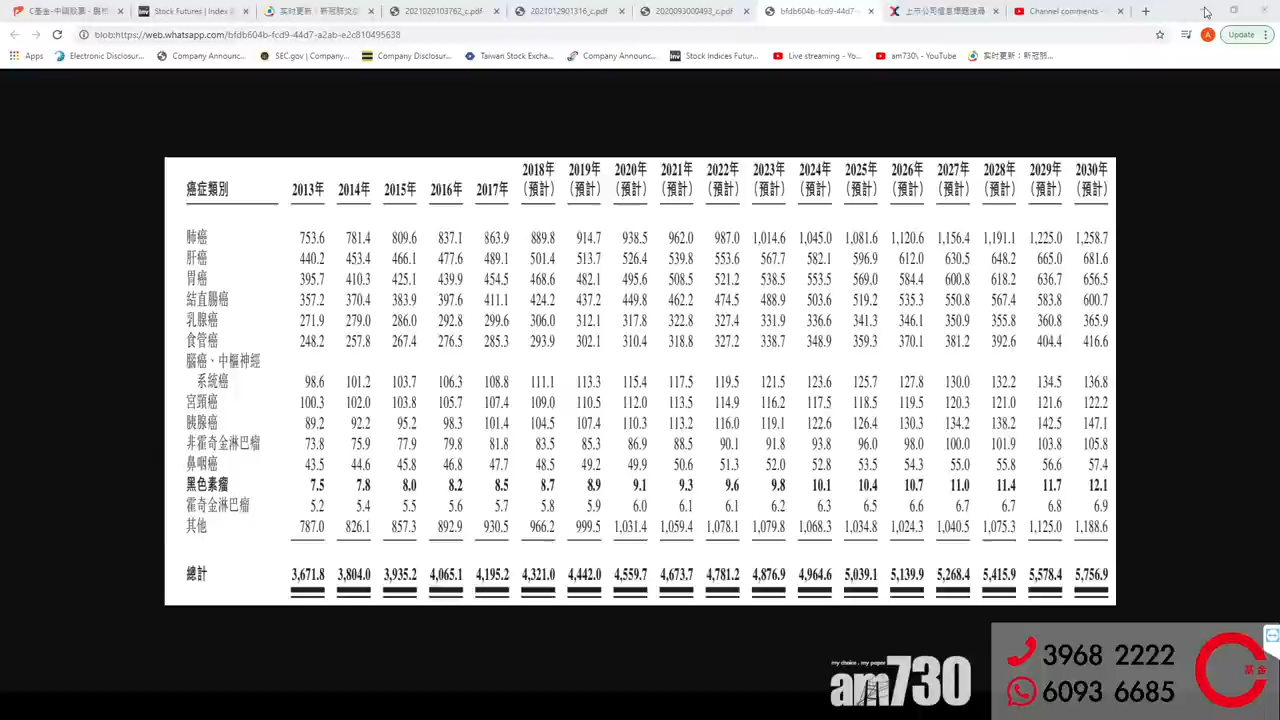 C基金-中國股票，醫療
Stock Futures | Index
实时更新：新冠肺炎
2021020103762_c.pdf
2021012901316_c.pdf
2020093000493_c.pdf
bfdb604b-fcd9-44d7-
上市公司信息標題搜尋
Channel comments -
blob:https://web.whatsapp.com/bfdb604b-fcd9-44d7-a2ab-e2c810495638
A
Update
Apps
Electronic Disclosur...
Company Announc...
SEC.gov | Company...
Company Disclosur...
Taiwan Stock Excha...
Company Announc...
Stock Indices Futur...
Live streaming - Yo...
am730\ - YouTube
实时更新：新冠肺...
癌症類別 2013年 2014年 2015年 2016年 2017年 2018年（預計） 2019年（預計） 2020年（預計） 2021年（預計） 2022年（預計） 2023年（預計） 2024年（預計） 2025年（預計） 2026年（預計） 2027年（預計） 2028年（預計） 2029年（預計） 2030年（預計）
肺癌 753.6 781.4 809.6 837.1 863.9 889.8 914.7 938.5 962.0 987.0 1,014.6 1,045.0 1,081.6 1,120.6 1,156.4 1,191.1 1,225.0 1,258.7
肝癌 440.2 453.4 466.1 477.6 489.1 501.4 513.7 526.4 539.8 553.6 567.7 582.1 596.9 612.0 630.5 648.2 665.0 681.6
胃癌 395.7 410.3 425.1 439.9 454.5 468.6 482.1 495.6 508.5 521.2 538.5 553.5 569.0 584.4 600.8 618.2 636.7 656.5
結直腸癌 357.2 370.4 383.9 397.6 411.1 424.2 437.2 449.8 462.2 474.5 488.9 503.6 519.2 535.3 550.8 567.4 583.8 600.7
乳腺癌 271.9 279.0 286.0 292.8 299.6 306.0 312.1 317.8 322.8 327.4 331.9 336.6 341.3 346.1 350.9 355.8 360.8 365.9
食管癌 248.2 257.8 267.4 276.5 285.3 293.9 302.1 310.4 318.8 327.2 338.7 348.9 359.3 370.1 381.2 392.6 404.4 416.6
腦癌、中樞神經
系統癌 98.6 101.2 103.7 106.3 108.8 111.1 113.3 115.4 117.5 119.5 121.5 123.6 125.7 127.8 130.0 132.2 134.5 136.8
宮頸癌 100.3 102.0 103.8 105.7 107.4 109.0 110.5 112.0 113.5 114.9 116.2 117.5 118.5 119.5 120.3 121.0 121.6 122.2
胰腺癌 89.2 92.2 95.2 98.3 101.4 104.5 107.4 110.3 113.2 116.0 119.1 122.6 126.4 130.3 134.2 138.2 142.5 147.1
非霍奇金淋巴瘤 73.8 75.9 77.9 79.8 81.8 83.5 85.3 86.9 88.5 90.1 91.8 93.8 96.0 98.0 100.0 101.9 103.8 105.8
鼻咽癌 43.5 44.6 45.8 46.8 47.7 48.5 49.2 49.9 50.6 51.3 52.0 52.8 53.5 54.3 55.0 55.8 56.6 57.4
黑色素瘤 7.5 7.8 8.0 8.2 8.5 8.7 8.9 9.1 9.3 9.6 9.8 10.1 10.4 10.7 11.0 11.4 11.7 12.1
霍奇金淋巴瘤 5.2 5.4 5.5 5.6 5.7 5.8 5.9 6.0 6.1 6.1 6.2 6.3 6.5 6.6 6.7 6.7 6.8 6.9
其他 787.0 826.1 857.3 892.9 930.5 966.2 999.5 1,031.4 1,059.4 1,078.1 1,079.8 1,068.3 1,034.8 1,024.3 1,040.5 1,075.3 1,125.0 1,188.6
總計 3,671.8 3,804.0 3,935.2 4,065.1 4,195.2 4,321.0 4,442.0 4,559.7 4,673.7 4,781.2 4,876.9 4,964.6 5,039.1 5,139.9 5,268.4 5,415.9 5,578.4 5,756.9
my choice , my paper
am730
3968 2222
6093 6685
基金